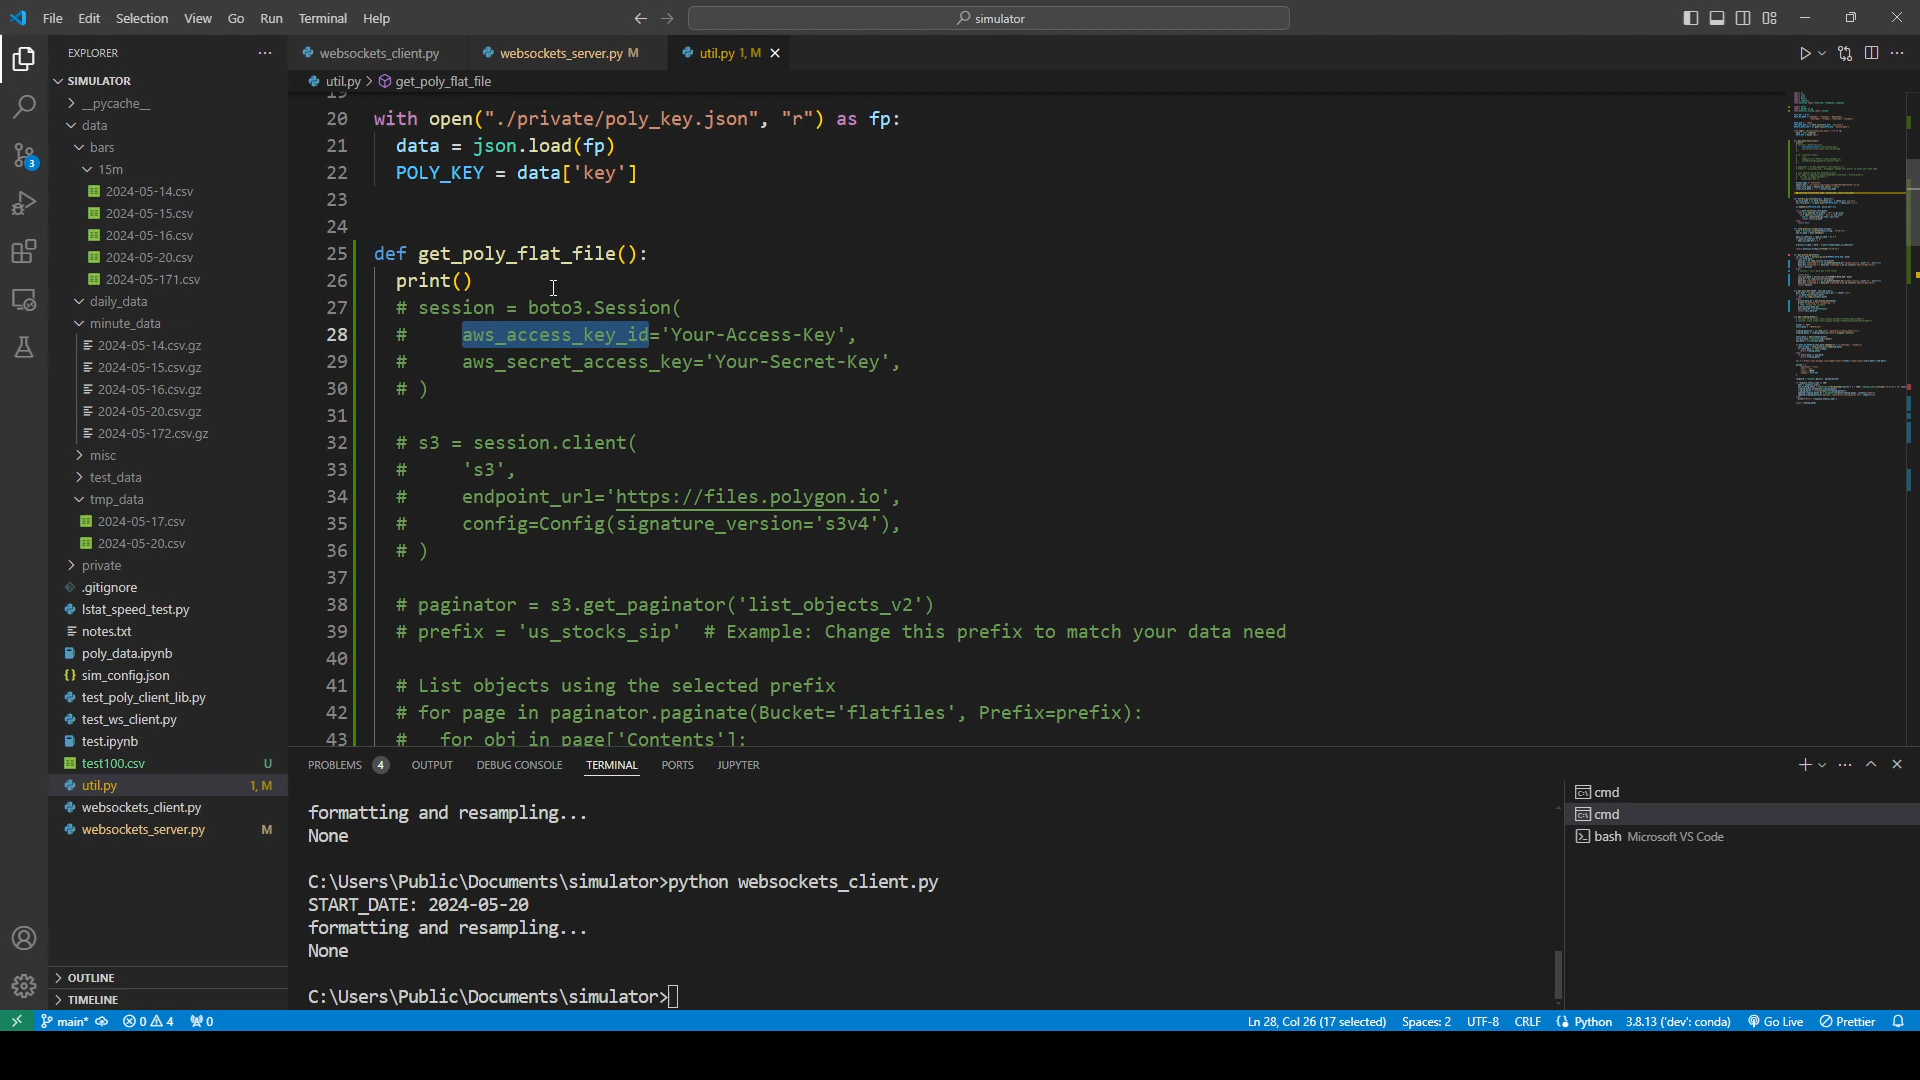 File Edit Selection View Go Run Terminal Help
simulator
EXPLORER
SIMULATOR
__pycache__
data
bars
15m
2024-05-14.csv
2024-05-15.csv
2024-05-16.csv
2024-05-20.csv
2024-05-171.csv
daily_data
minute_data
2024-05-14.csv.gz
2024-05-15.csv.gz
2024-05-16.csv.gz
2024-05-20.csv.gz
2024-05-172.csv.gz
misc
test_data
tmp_data
2024-05-17.csv
2024-05-20.csv
private
.gitignore
lstat_speed_test.py
notes.txt
poly_data.ipynb
sim_config.json
test_poly_client_lib.py
test_ws_client.py
test.ipynb
test100.csv U
util.py 1, M
websockets_client.py
websockets_server.py M
OUTLINE
TIMELINE
3
websockets_client.py websockets_server.py M util.py 1, M
util.py > get_poly_flat_file
19
20 with open("./private/poly_key.json", "r") as fp:
21 data = json.load(fp)
22 POLY_KEY = data['key']
23
24
25 def get_poly_flat_file():
26 print()
27 # session = boto3.Session(
28 # aws_access_key_id='Your-Access-Key',
29 # aws_secret_access_key='Your-Secret-Key',
30 # )
31
32 # s3 = session.client(
33 # 's3',
34 # endpoint_url='https://files.polygon.io',
35 # config=Config(signature_version='s3v4'),
36 # )
37
38 # paginator = s3.get_paginator('list_objects_v2')
39 # prefix = 'us_stocks_sip' # Example: Change this prefix to match your data need
40
41 # List objects using the selected prefix
42 # for page in paginator.paginate(Bucket='flatfiles', Prefix=prefix):
43 # for obj in page['Contents']:
PROBLEMS 4 OUTPUT DEBUG CONSOLE TERMINAL PORTS JUPYTER
formatting and resampling...
None
C:\Users\Public\Documents\simulator>python websockets_client.py
START_DATE: 2024-05-20
formatting and resampling...
None
C:\Users\Public\Documents\simulator>
cmd
cmd
bash Microsoft VS Code
main* 0 4 0 Ln 28, Col 26 (17 selected) Spaces: 2 UTF-8 CRLF Python 3.8.13 ('dev': conda) Go Live Prettier